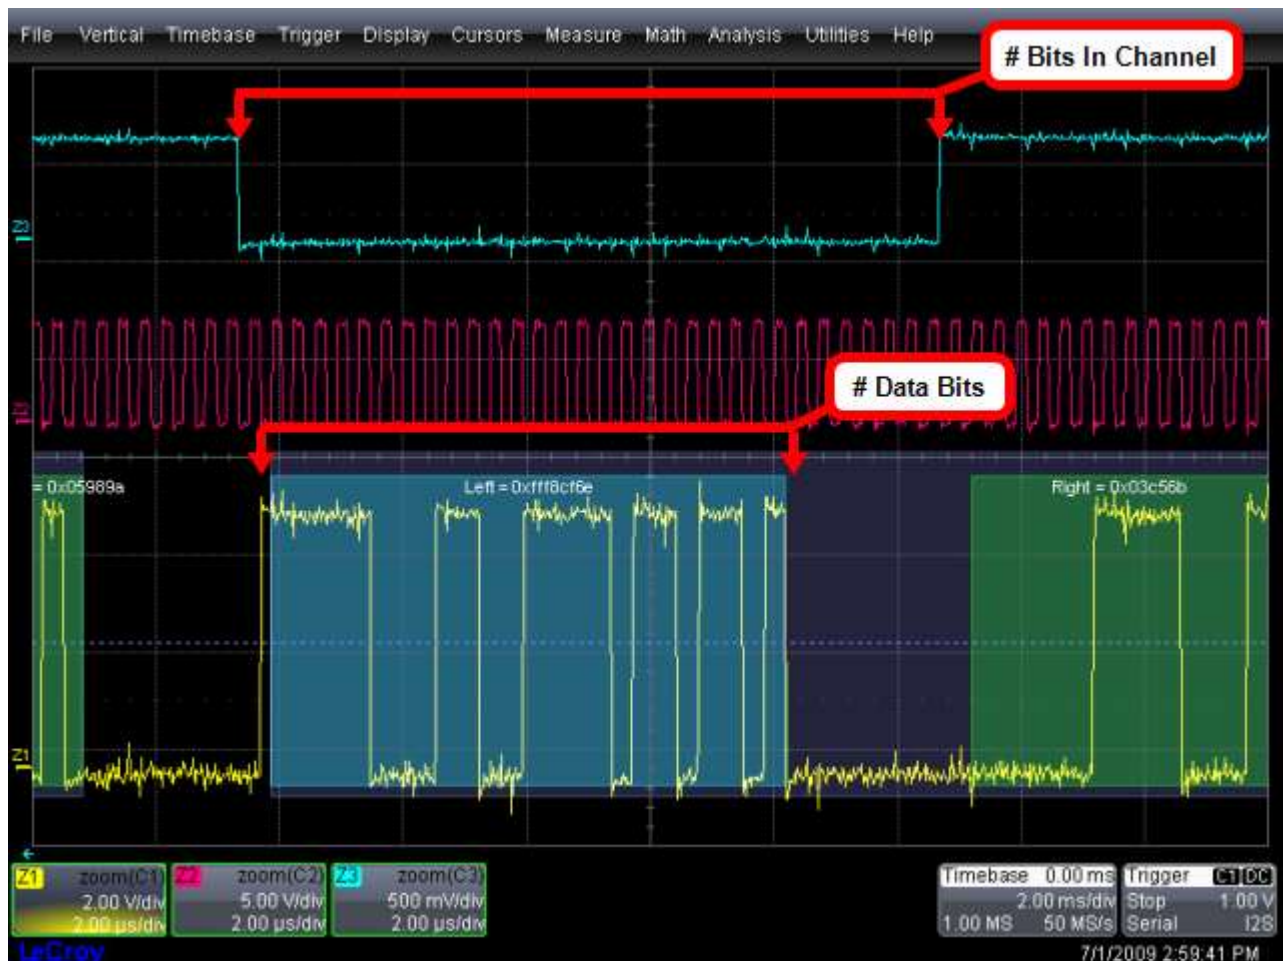 File Vertical Timebase Trigger Display Cursors Measure Math Analysis Utilities Help
# Bits In Channel
Z3
# Data Bits
= 0x05989a Left = 0xfff8cf6e Right = 0x03c56b
Z1
Z1 zoom(C1) Z2 zoom(C2) Z3 zoom(C3) Timebase 0.00 ms Trigger C1 DC
2.00 V/div 5.00 V/div 500 mV/div 2.00 ms/div Stop 1.00 V
2.00 µs/div 2.00 µs/div 2.00 µs/div 1.00 MS 50 MS/s Serial I2S
LeCroy 7/1/2009 2:59:41 PM